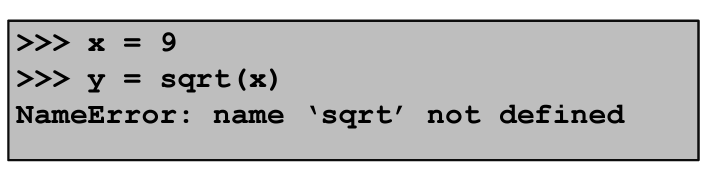 >>> x = 9
>>> y = sqrt(x)
NameError: name ‘sqrt’ not defined